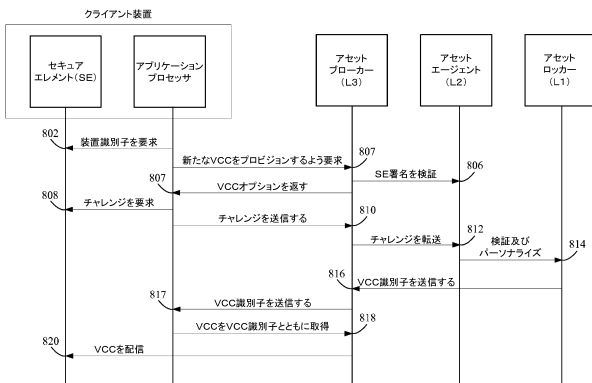 クライアント装置
セキュア
エレメント(SE)
アプリケーション
プロセッサ
アセット
ブローカー
(L3)
アセット
エージェント
(L2)
アセット
ロッカー
(L1)
802
装置識別子を要求
新たなVCCをプロビジョンするよう要求
807
SE署名を検証
806
807
VCCオプションを返す
808
チャレンジを要求
チャレンジを送信する
810
チャレンジを転送
812
検証及び
パーソナライズ
814
816
VCC識別子を送信する
817
VCC識別子を送信する
VCCをVCC識別子とともに取得
818
820
VCCを配信